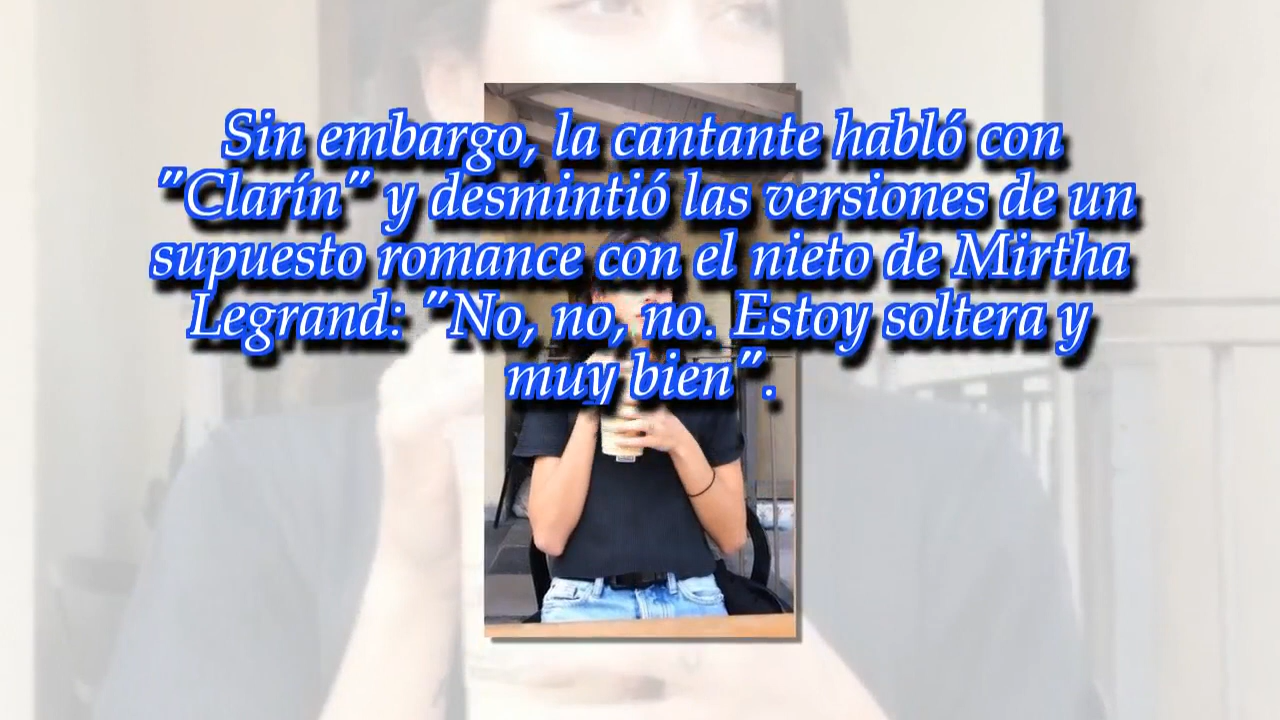 Sin embargo, la cantante habló con
"Clarín" y desmintió las versiones de un
supuesto romance con el nieto de Mirtha
Legrand: "No, no, no. Estoy soltera y
muy bien".